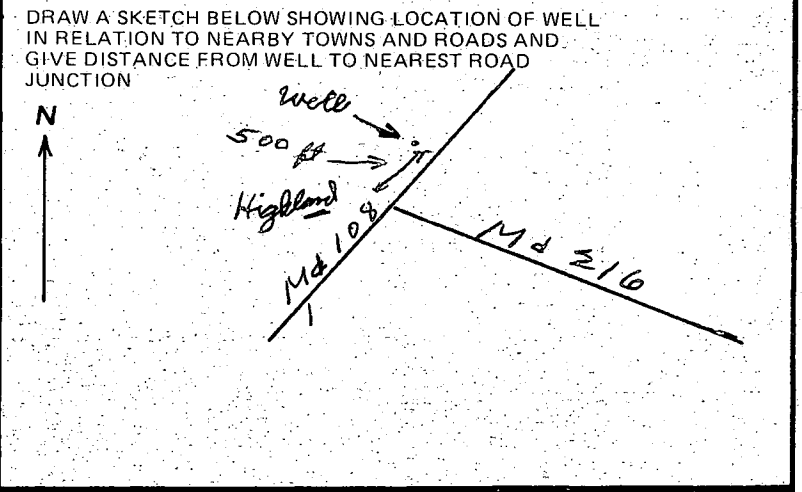 DRAW A SKETCH BELOW SHOWING LOCATION OF WELL
IN RELATION TO NEARBY TOWNS AND ROADS AND
GIVE DISTANCE FROM WELL TO NEAREST ROAD
JUNCTION
N
Well
500 ft
Highland
Md 108
Md 216